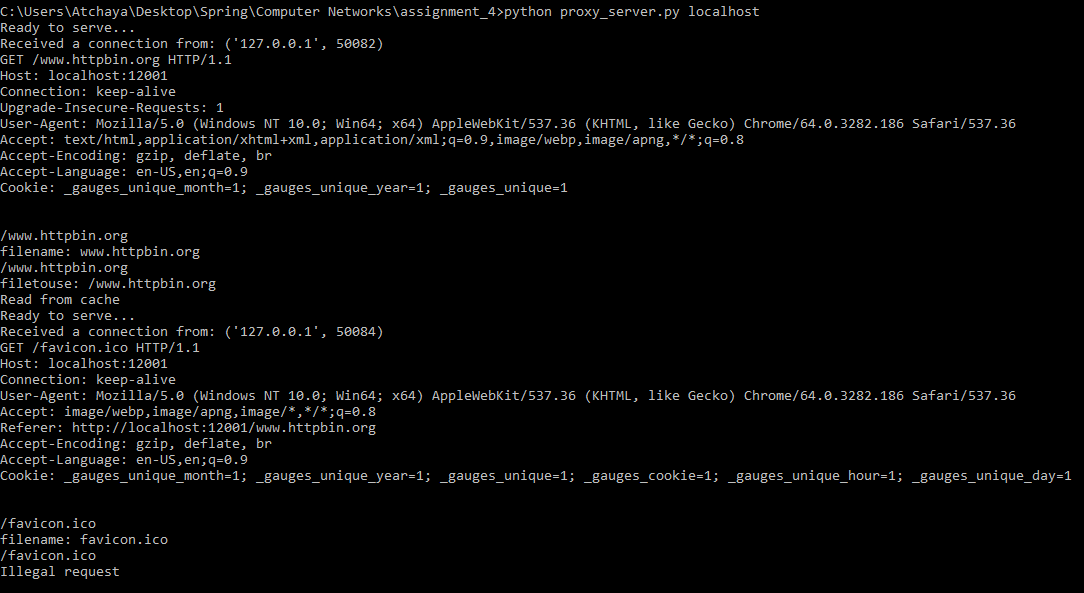 C:\Users\Atchaya\Desktop\Spring\Computer Networks\assignment_4>python proxy_server.py localhost
Ready to serve...
Received a connection from: ('127.0.0.1', 50082)
GET /www.httpbin.org HTTP/1.1
Host: localhost:12001
Connection: keep-alive
Upgrade-Insecure-Requests: 1
User-Agent: Mozilla/5.0 (Windows NT 10.0; Win64; x64) AppleWebKit/537.36 (KHTML, like Gecko) Chrome/64.0.3282.186 Safari/537.36
Accept: text/html,application/xhtml+xml,application/xml;q=0.9,image/webp,image/apng,*/*;q=0.8
Accept-Encoding: gzip, deflate, br
Accept-Language: en-US,en;q=0.9
Cookie: _gauges_unique_month=1; _gauges_unique_year=1; _gauges_unique=1
/www.httpbin.org
filename: www.httpbin.org
/www.httpbin.org
filetouse: /www.httpbin.org
Read from cache
Ready to serve...
Received a connection from: ('127.0.0.1', 50084)
GET /favicon.ico HTTP/1.1
Host: localhost:12001
Connection: keep-alive
User-Agent: Mozilla/5.0 (Windows NT 10.0; Win64; x64) AppleWebKit/537.36 (KHTML, like Gecko) Chrome/64.0.3282.186 Safari/537.36
Accept: image/webp,image/apng,image/*,*/*;q=0.8
Referer: http://localhost:12001/www.httpbin.org
Accept-Encoding: gzip, deflate, br
Accept-Language: en-US,en;q=0.9
Cookie: _gauges_unique_month=1; _gauges_unique_year=1; _gauges_unique=1; _gauges_cookie=1; _gauges_unique_hour=1; _gauges_unique_day=1
/favicon.ico
filename: favicon.ico
/favicon.ico
Illegal request